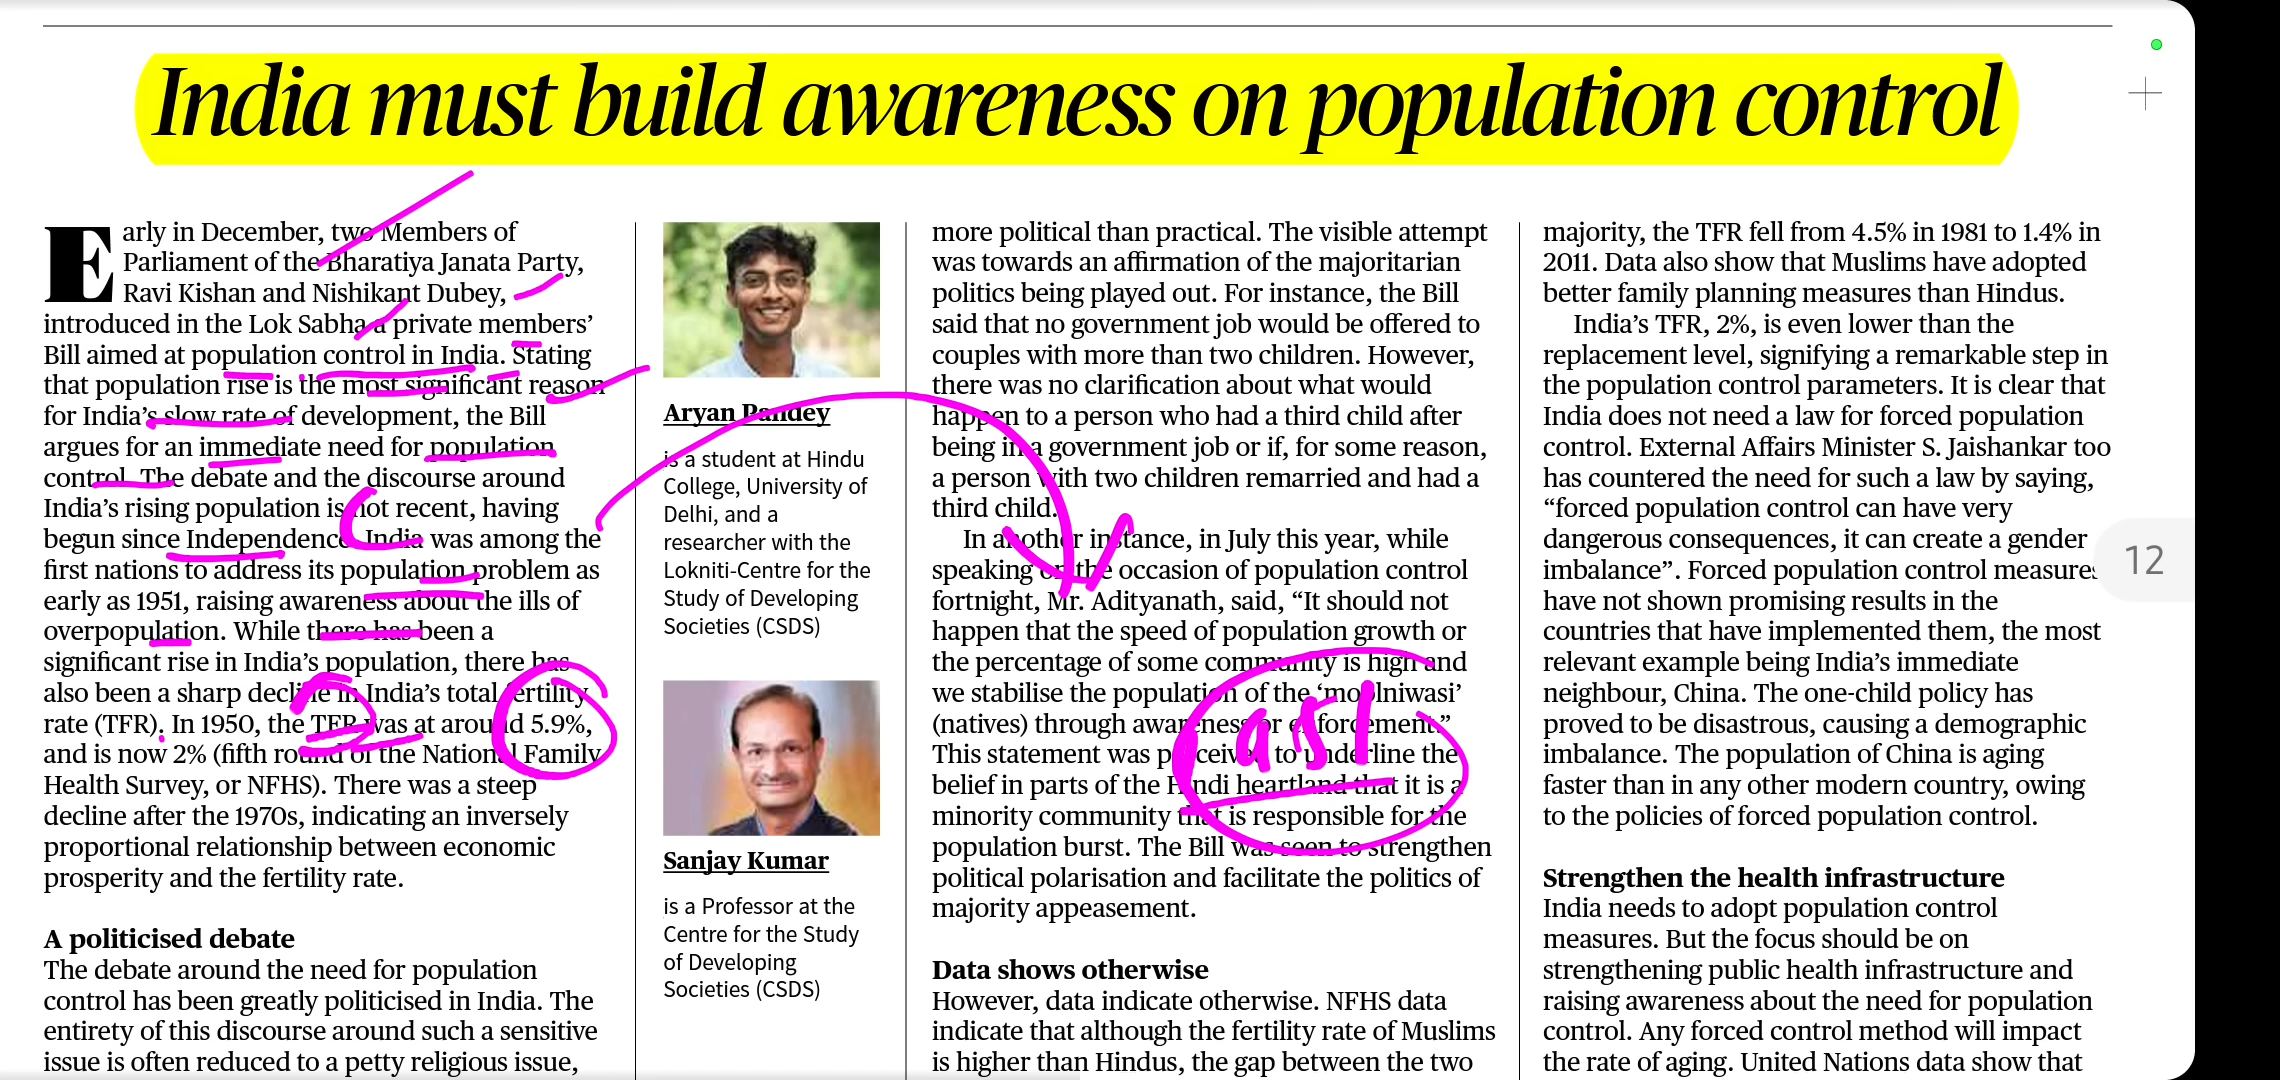 India must build awareness on population control
Early in December, two Members of
Parliament of the Bharatiya Janata Party,
Ravi Kishan and Nishikant Dubey,
introduced in the Lok Sabha a private members’
Bill aimed at population control in India. Stating
that population rise is the most significant reason
for India’s slow rate of development, the Bill
argues for an immediate need for population
control. The debate and the discourse around
India’s rising population is not recent, having
begun since Independence. India was among the
first nations to address its population problem as
early as 1951, raising awareness about the ills of
overpopulation. While there has been a
significant rise in India’s population, there has
also been a sharp decline in India’s total fertility
rate (TFR). In 1950, the TFR was at around 5.9%,
and is now 2% (fifth round of the National Family
Health Survey, or NFHS). There was a steep
decline after the 1970s, indicating an inversely
proportional relationship between economic
prosperity and the fertility rate.
A politicised debate
The debate around the need for population
control has been greatly politicised in India. The
entirety of this discourse around such a sensitive
issue is often reduced to a petty religious issue,
Aryan Pandey
is a student at Hindu
College, University of
Delhi, and a
researcher with the
Lokniti-Centre for the
Study of Developing
Societies (CSDS)
Sanjay Kumar
is a Professor at the
Centre for the Study
of Developing
Societies (CSDS)
more political than practical. The visible attempt
was towards an affirmation of the majoritarian
politics being played out. For instance, the Bill
said that no government job would be offered to
couples with more than two children. However,
there was no clarification about what would
happen to a person who had a third child after
being in a government job or if, for some reason,
a person with two children remarried and had a
third child.
In another instance, in July this year, while
speaking on the occasion of population control
fortnight, Mr. Adityanath, said, “It should not
happen that the speed of population growth or
the percentage of some community is high and
we stabilise the population of the ‘moolniwasi’
(natives) through awareness or enforcement.”
This statement was perceived to underline the
belief in parts of the Hindi heartland that it is a
minority community that is responsible for the
population burst. The Bill was seen to strengthen
political polarisation and facilitate the politics of
majority appeasement.
1951
Data shows otherwise
However, data indicate otherwise. NFHS data
indicate that although the fertility rate of Muslims
is higher than Hindus, the gap between the two
majority, the TFR fell from 4.5% in 1981 to 1.4% in
2011. Data also show that Muslims have adopted
better family planning measures than Hindus.
India’s TFR, 2%, is even lower than the
replacement level, signifying a remarkable step in
the population control parameters. It is clear that
India does not need a law for forced population
control. External Affairs Minister S. Jaishankar too
has countered the need for such a law by saying,
“forced population control can have very
dangerous consequences, it can create a gender
imbalance”. Forced population control measures
have not shown promising results in the
countries that have implemented them, the most
relevant example being India’s immediate
neighbour, China. The one-child policy has
proved to be disastrous, causing a demographic
imbalance. The population of China is aging
faster than in any other modern country, owing
to the policies of forced population control.
Strengthen the health infrastructure
India needs to adopt population control
measures. But the focus should be on
strengthening public health infrastructure and
raising awareness about the need for population
control. Any forced control method will impact
the rate of aging. United Nations data show that
12